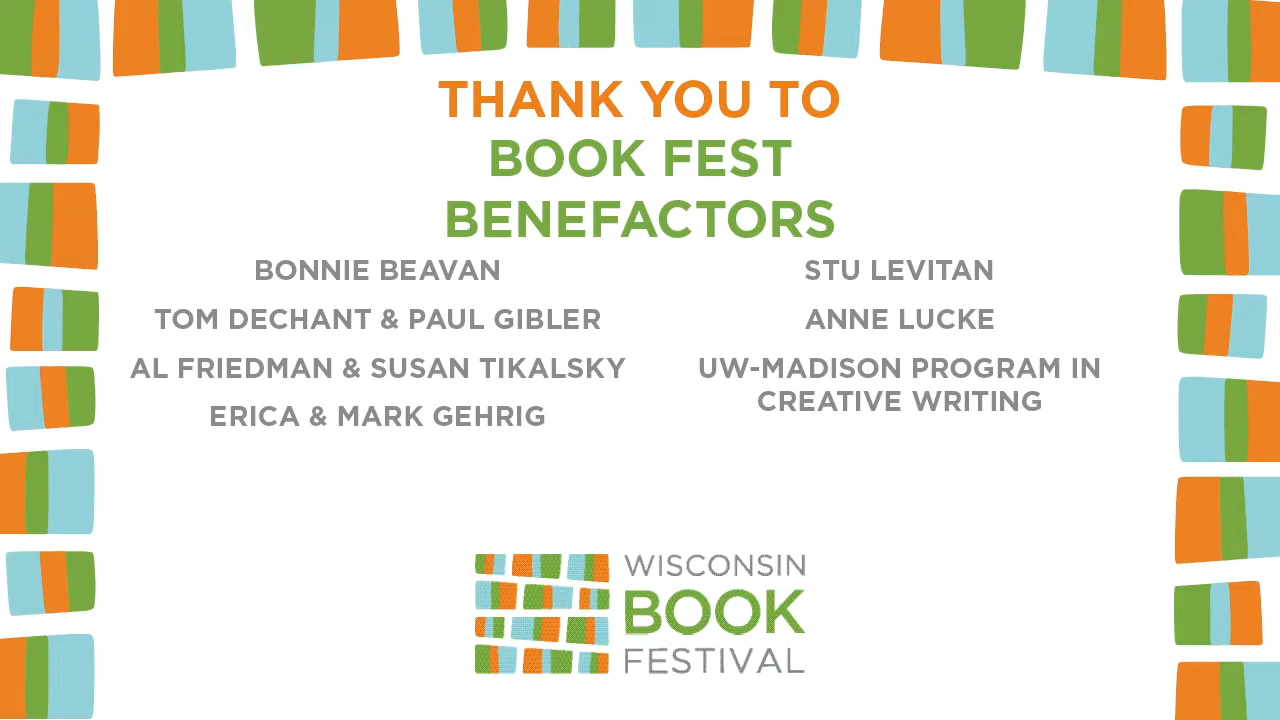 THANK YOU TO
BOOK FEST
BENEFACTORS
BONNIE BEAVAN
TOM DECHANT & PAUL GIBLER
AL FRIEDMAN & SUSAN TIKALSKY
ERICA & MARK GEHRIG
STU LEVITAN
ANNE LUCKE
UW-MADISON PROGRAM IN
CREATIVE WRITING
WISCONSIN
BOOK
FESTIVAL